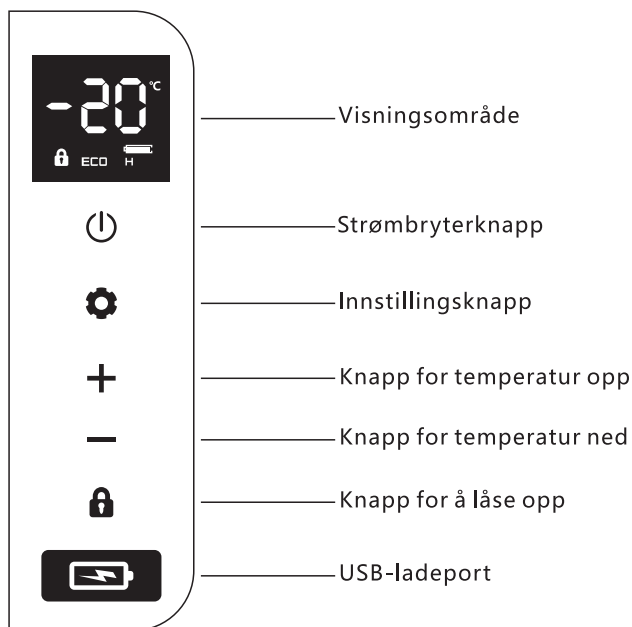 -20°C
ECO H
Visningsområde
Strømbryterknapp
Innstillingsknapp
Knapp for temperatur opp
Knapp for temperatur ned
Knapp for å låse opp
USB-ladeport